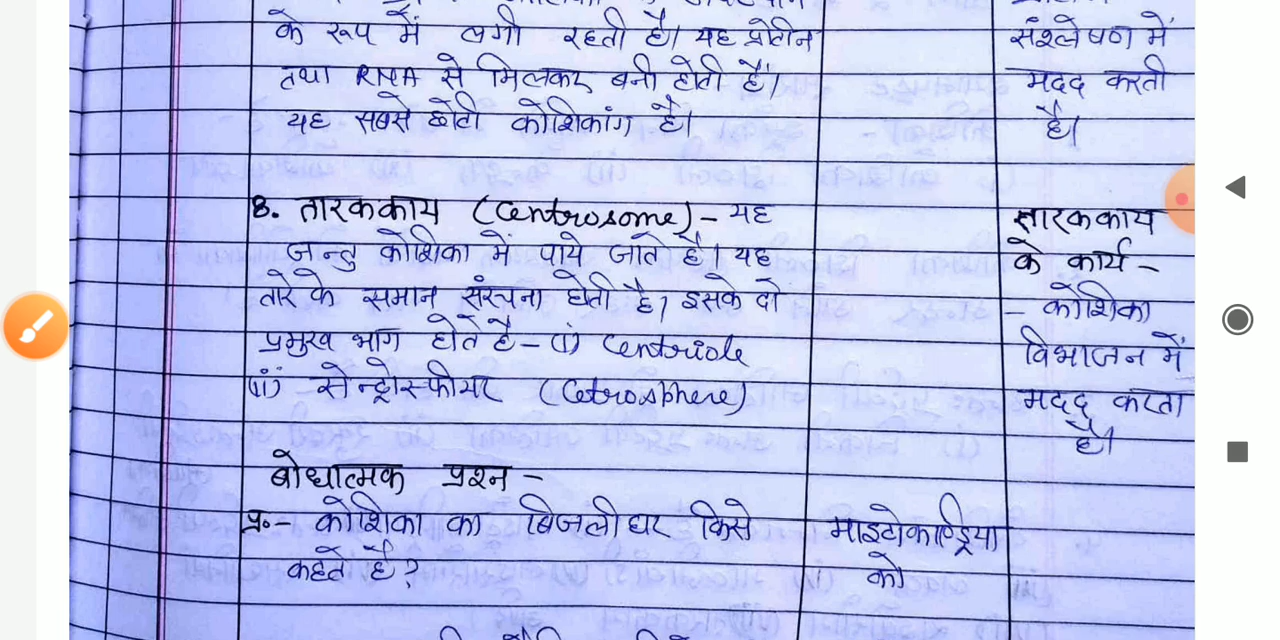 के रूप में लगी रहती है। यह प्रोटीन
तथा RNA से मिलकर बनी होती हैं।
यह सबसे छोटी कोशिकांग है।
संश्लेषण में
मदद करती
है।
8. तारककाय (Centrosome) - यह
जन्तु कोशिका में पाये जाते है। यह
तारे के समान संरचना होती है। इसके दो
प्रमुख भाग होते है - (i) Centriole
(ii) सेन्ट्रोस्फीयर (Cetrosphere)
तारककाय
के कार्य -
- कोशिका
विभाजन में
मदद करता
है।
बोधात्मक प्रश्न -
प्र.- कोशिका का बिजलीघर किसे
कहते हैं?
माइटोकाण्ड्रिया
को